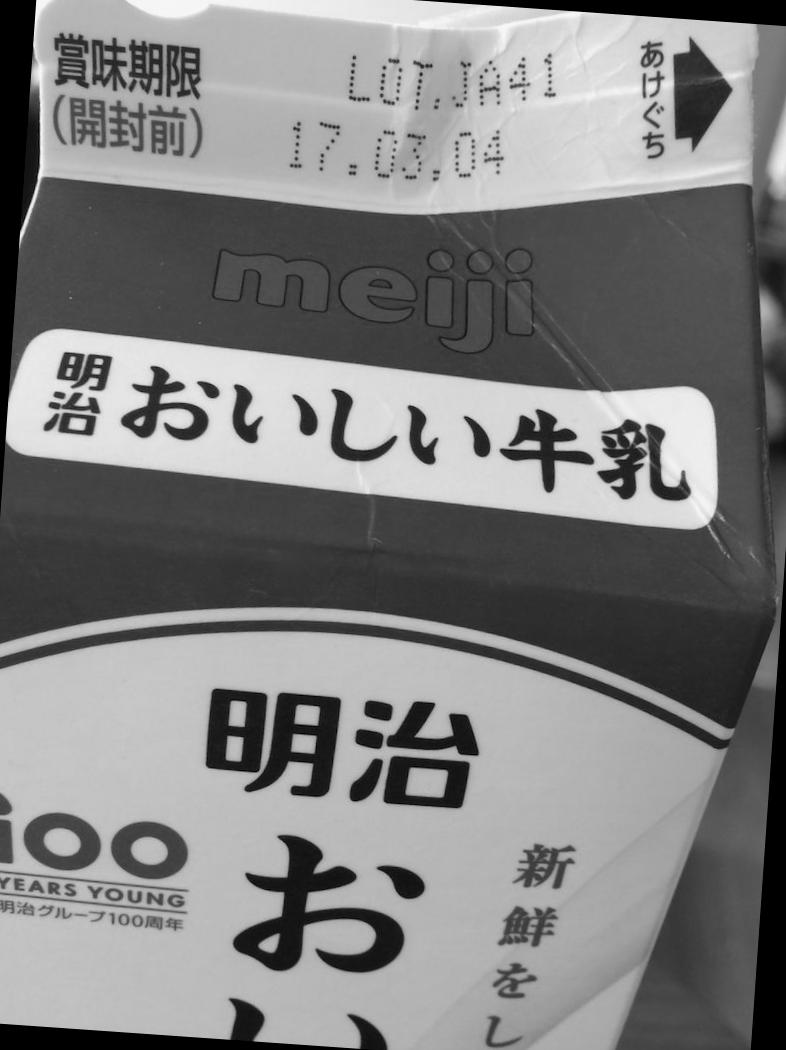 賞味期限
(開封前)
LOT.JA41
17.03.04
あけぐち
meiji
明治 おいしい牛乳
100
YEARS YOUNG
明治グループ100周年
明治
おい
新鮮をし